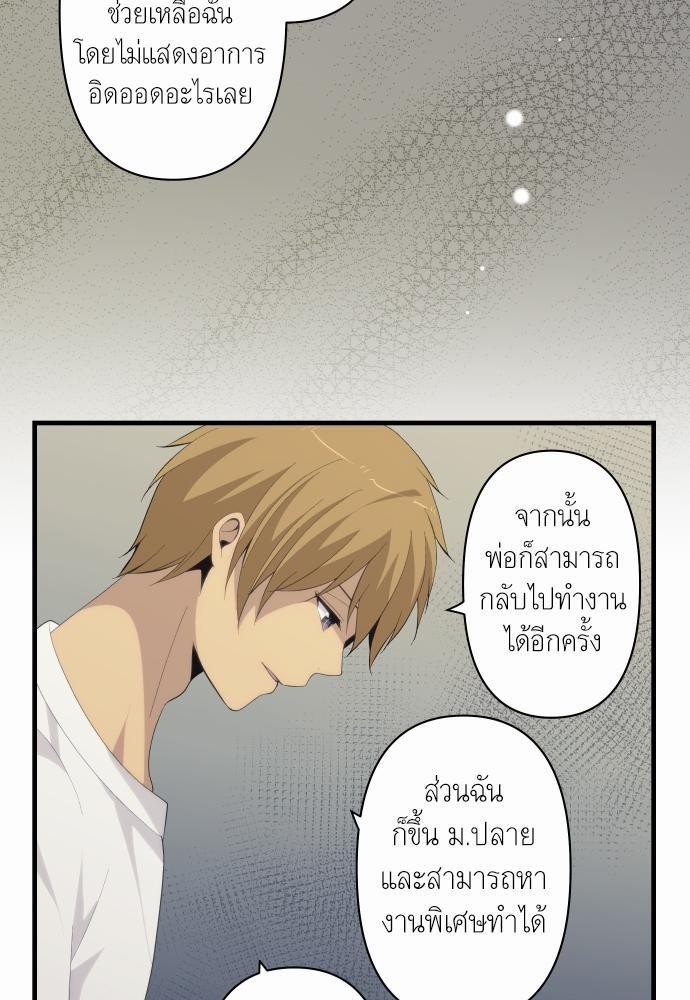 ช่วยเหลือฉัน
โดยไม่แสดงอาการ
อิดออดอะไรเลย
จากนั้น
พ่อก็สามารถ
กลับไปทำงาน
ได้อีกครั้ง
ส่วนฉัน
ก็ขึ้น ม.ปลาย
และสามารถหา
งานพิเศษทำได้